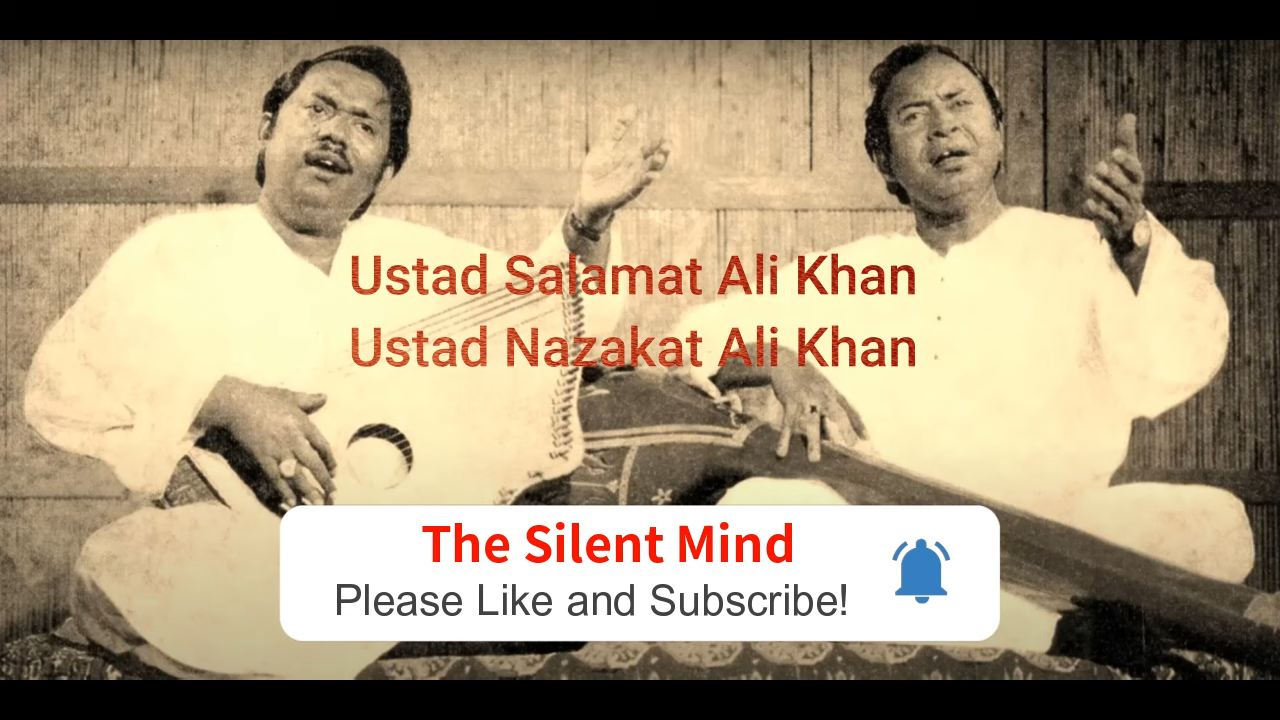 Ustad Salamat Ali Khan
Ustad Nazakat Ali Khan
The Silent Mind
Please Like and Subscribe!